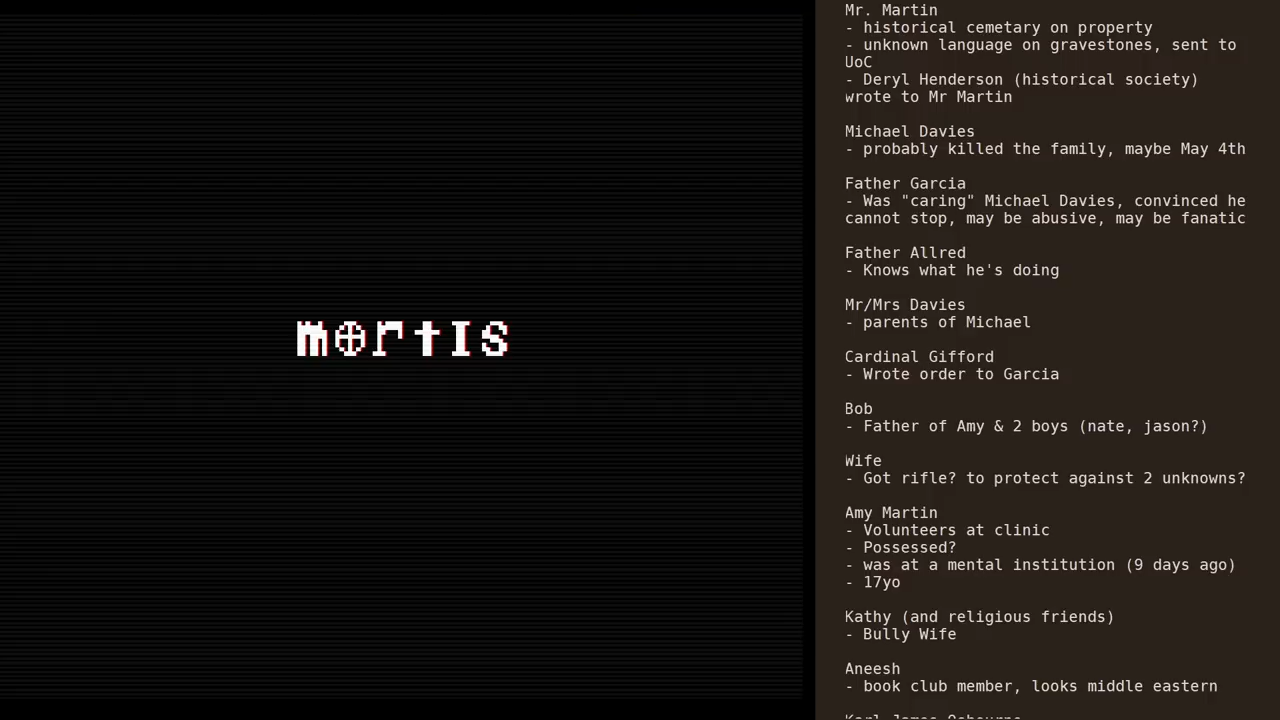 mortis
Mr. Martin
- historical cemetary on property
- unknown language on gravestones, sent to
UoC
- Deryl Henderson (historical society)
wrote to Mr Martin
Michael Davies
- probably killed the family, maybe May 4th
Father Garcia
- Was "caring" Michael Davies, convinced he
cannot stop, may be abusive, may be fanatic
Father Allred
- Knows what he's doing
Mr/Mrs Davies
- parents of Michael
Cardinal Gifford
- Wrote order to Garcia
Bob
- Father of Amy & 2 boys (nate, jason?)
Wife
- Got rifle? to protect against 2 unknowns?
Amy Martin
- Volunteers at clinic
- Possessed?
- was at a mental institution (9 days ago)
- 17yo
Kathy (and religious friends)
- Bully Wife
Aneesh
- book club member, looks middle eastern